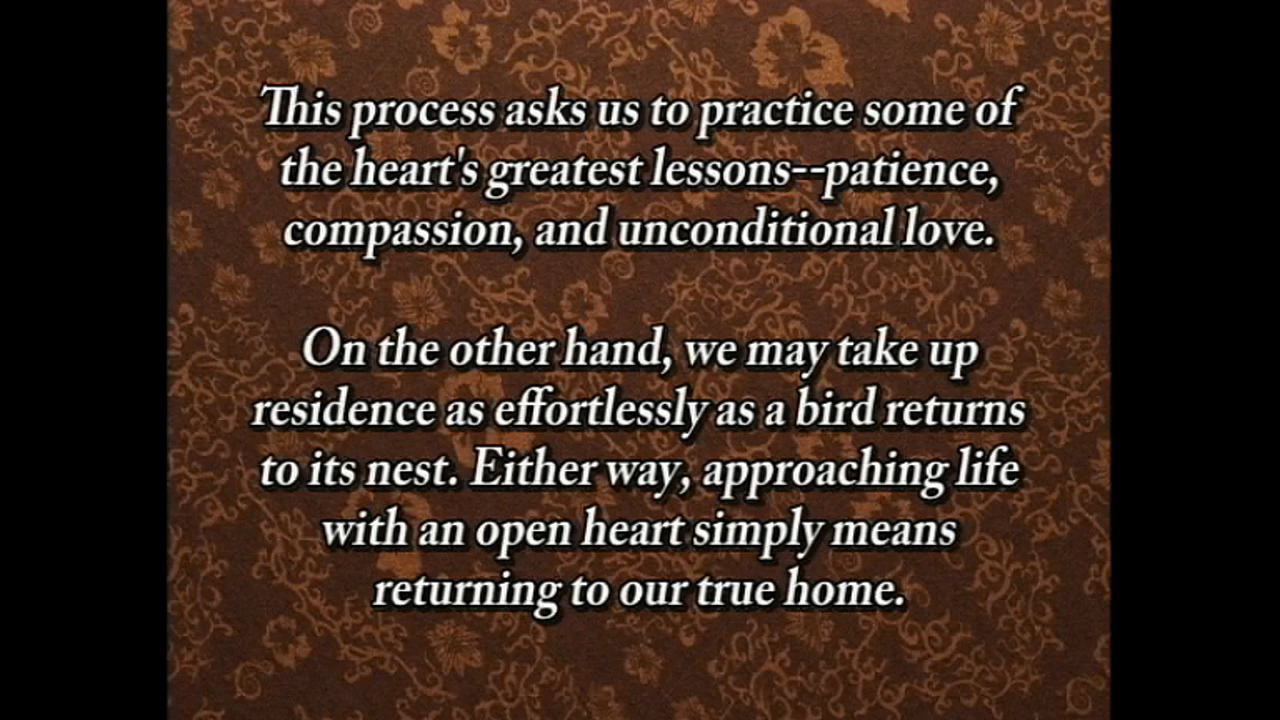 This process asks us to practice some of
the heart's greatest lessons--patience,
compassion, and unconditional love.
On the other hand, we may take up
residence as effortlessly as a bird returns
to its nest. Either way, approaching life
with an open heart simply means
returning to our true home.